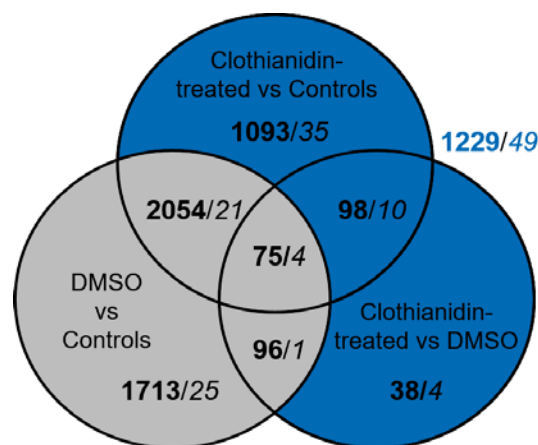 Clothianidin-
treated vs Controls
1093/35
1229/49
2054/21
98/10
75/4
DMSO
vs
Controls
Clothianidin-
treated vs DMSO
96/1
1713/25
38/4